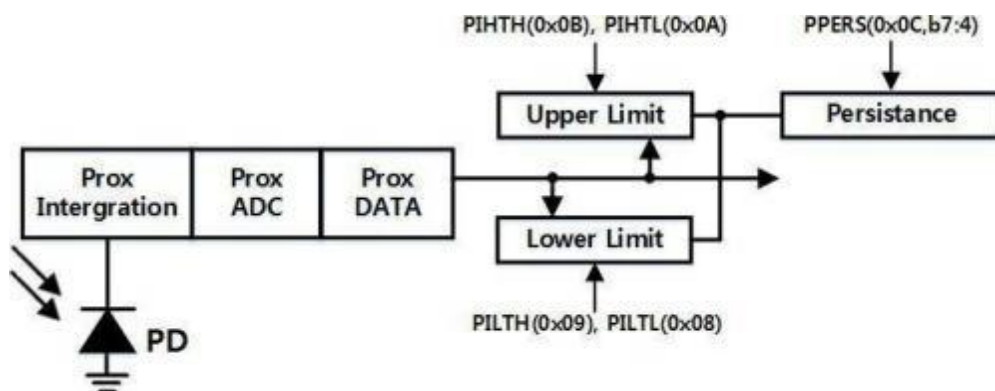 PIHTH(0x0B), PIHTL(0x0A)
PPERS(0x0C,b7:4)
Upper Limit
Persistance
Prox
Intergration
Prox
ADC
Prox
DATA
Lower Limit
PILTH(0x09), PILTL(0x08)
PD